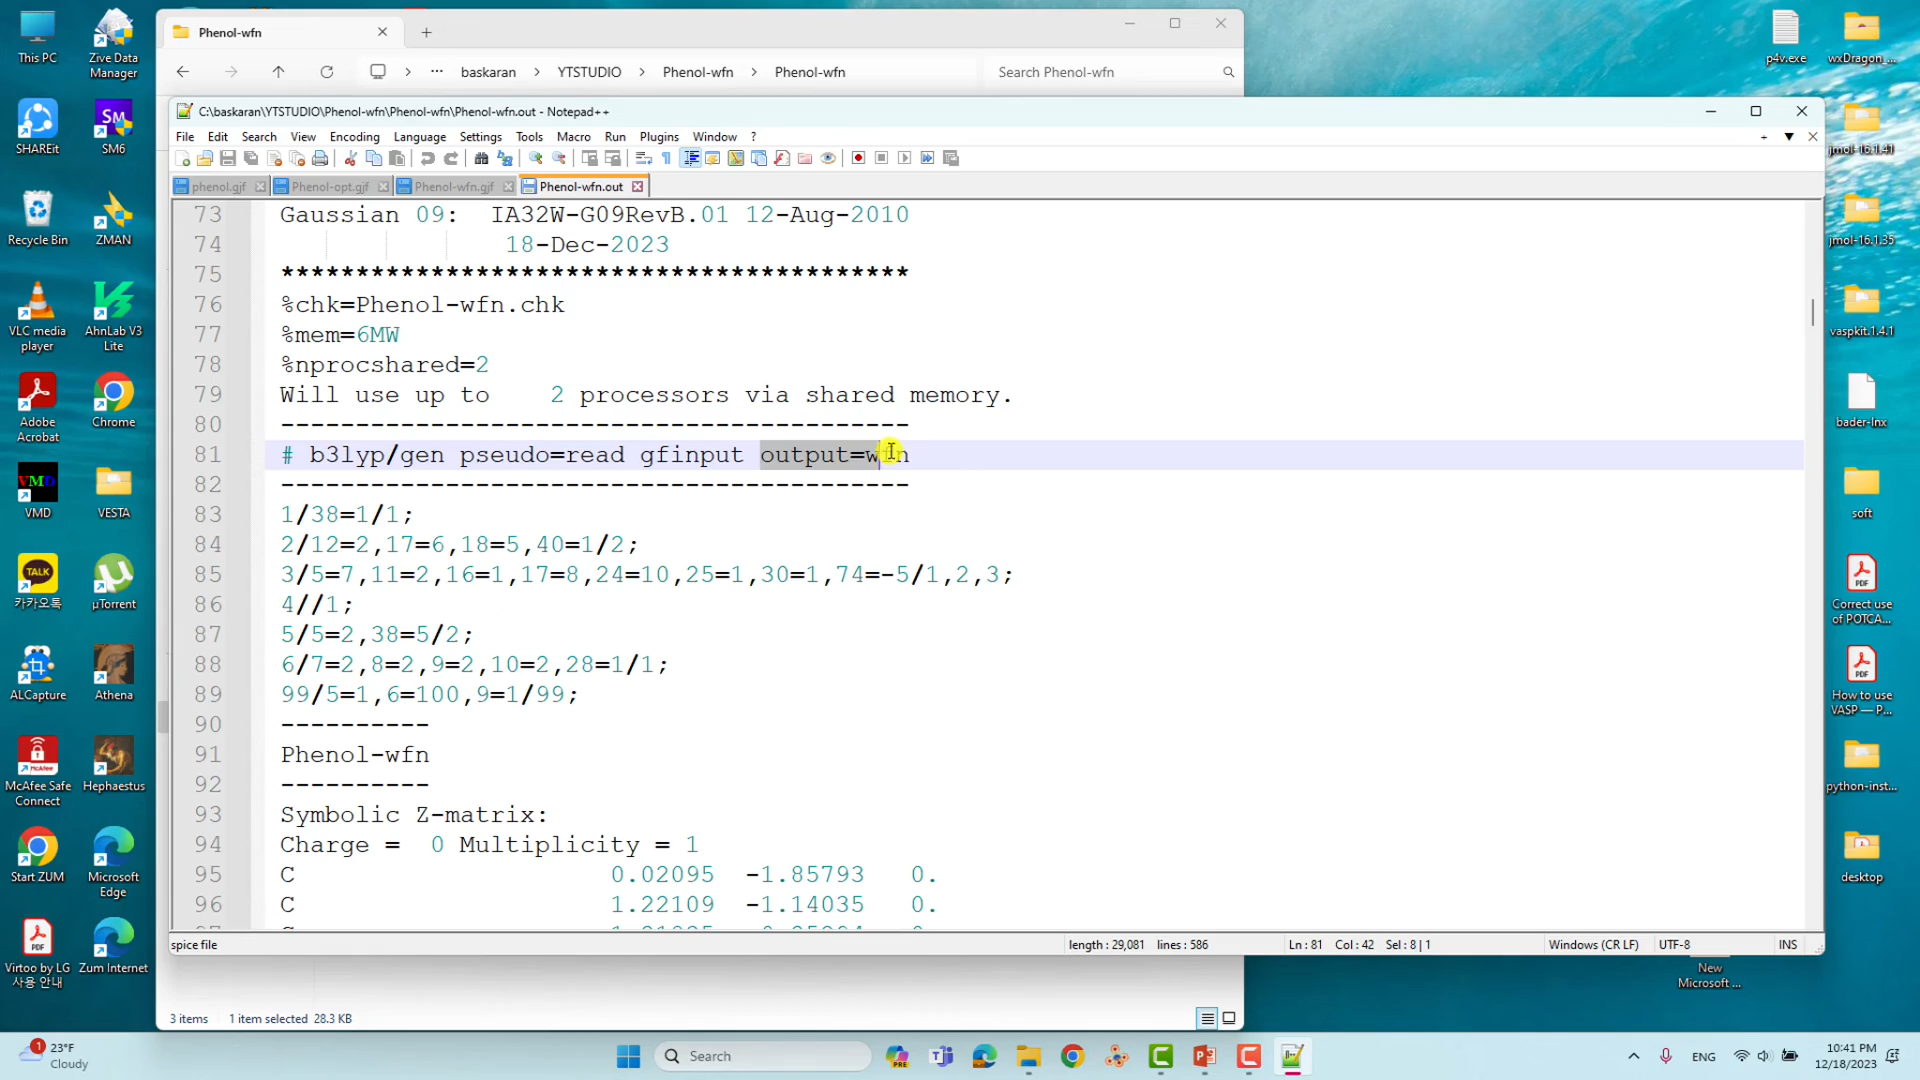 This PC
Zive Data Manager
SHAREit
SM6
Recycle Bin
ZMAN
VLC media player
AhnLab V3 Lite
Adobe Acrobat
Chrome
VMD
VESTA
카카오톡
µTorrent
ALCapture
Athena
McAfee Safe Connect
Hephaestus
Start ZUM
Microsoft Edge
Virtoo by LG 사용 안내
Zum Internet
Phenol-wfn
baskaran
YTSTUDIO
Phenol-wfn
Phenol-wfn
Search Phenol-wfn
C:\baskaran\YTSTUDIO\Phenol-wfn\Phenol-wfn\Phenol-wfn.out - Notepad++
File Edit Search View Encoding Language Settings Tools Macro Run Plugins Window ?
phenol.gjf
Phenol-opt.gjf
Phenol-wfn.gjf
Phenol-wfn.out
73 Gaussian 09: IA32W-G09RevB.01 12-Aug-2010
74 18-Dec-2023
75 ******************************************
76 %chk=Phenol-wfn.chk
77 %mem=6MW
78 %nprocshared=2
79 Will use up to 2 processors via shared memory.
80 ------------------------------------------
81 # b3lyp/gen pseudo=read gfinput output=wfn
82 ------------------------------------------
83 1/38=1/1;
84 2/12=2,17=6,18=5,40=1/2;
85 3/5=7,11=2,16=1,17=8,24=10,25=1,30=1,74=-5/1,2,3;
86 4//1;
87 5/5=2,38=5/2;
88 6/7=2,8=2,9=2,10=2,28=1/1;
89 99/5=1,6=100,9=1/99;
90 ----------
91 Phenol-wfn
92 ----------
93 Symbolic Z-matrix:
94 Charge = 0 Multiplicity = 1
95 C 0.02095 -1.85793 0.
96 C 1.22109 -1.14035 0.
spice file
length : 29,081 lines : 586
Ln : 81 Col : 42 Sel : 8 | 1
Windows (CR LF)
UTF-8
INS
3 items
1 item selected 28.3 KB
p4v.exe
wxDragon_...
jmol-16.1.41
jmol-16.1.35
vaspkit.1.4.1
bader-lnx
soft
Correct use of POTCA...
How to use VASP — P...
python-inst...
desktop
New Microsoft ...
1
23°F
Cloudy
Search
PRE
ENG
10:41 PM
12/18/2023